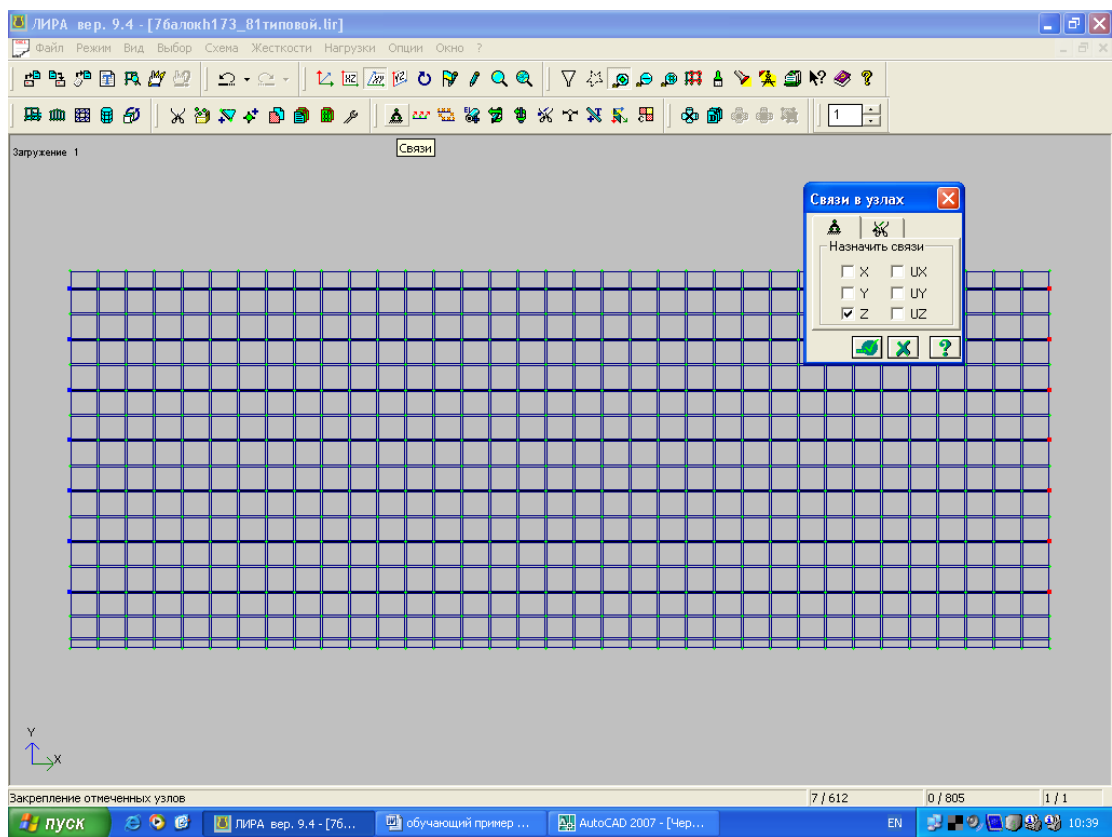 ЛИРА вер. 9.4 - [7балокh173_81типовой.lir]
Файл Режим Вид Выбор Схема Жесткости Нагрузки Опции Окно ?
1
Связи
Загружение 1
Связи в узлах
Назначить связи
X UX
Y UY
Z UZ
Y
X
Закрепление отмеченных узлов 7 / 612 0 / 805 1 / 1
пуск ЛИРА вер. 9.4 - [7б... обучающий пример ... AutoCAD 2007 - [Чер... EN 10:39